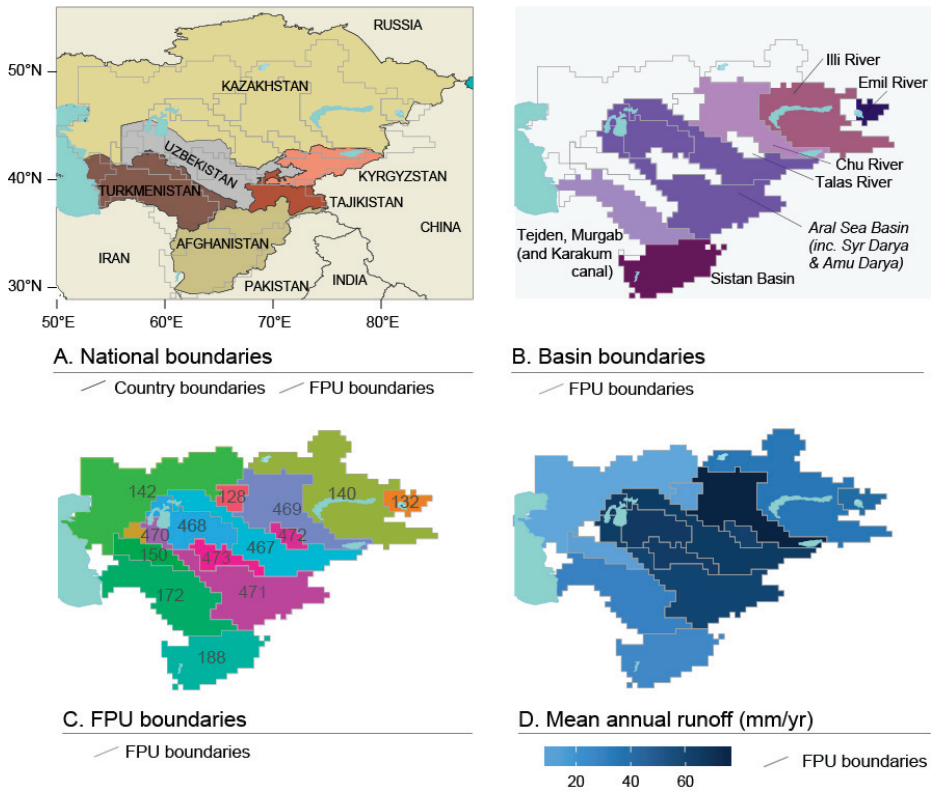 RUSSIA
50°N
KAZAKHSTAN
UZBEKISTAN
40°N
KYRGYZSTAN
TURKMENISTAN
TAJIKISTAN
CHINA
AFGHANISTAN
IRAN
INDIA
PAKISTAN
30°N
50°E
60°E
70°E
80°E
A. National boundaries
Country boundaries
FPU boundaries
Illi River
Emil River
Chu River
Talas River
Aral Sea Basin
(inc. Syr Darya
& Amu Darya)
Tejden, Murgab
(and Karakum
canal)
Sistan Basin
B. Basin boundaries
FPU boundaries
142
128
469
140
132
470
468
472
467
150
473
172
471
188
C. FPU boundaries
FPU boundaries
D. Mean annual runoff (mm/yr)
20
40
60
FPU boundaries